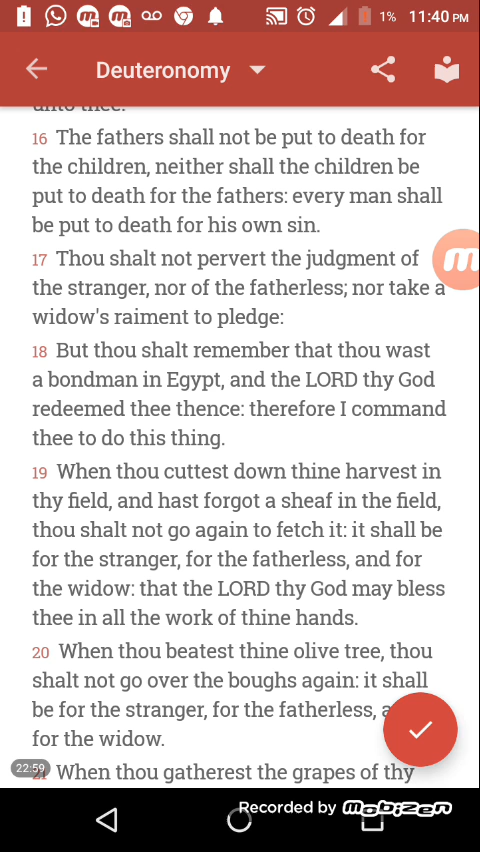 1% 11:40 PM
Deuteronomy
unto thee.
16 The fathers shall not be put to death for
the children, neither shall the children be
put to death for the fathers: every man shall
be put to death for his own sin.
17 Thou shalt not pervert the judgment of
the stranger, nor of the fatherless; nor take a
widow's raiment to pledge:
18 But thou shalt remember that thou wast
a bondman in Egypt, and the LORD thy God
redeemed thee thence: therefore I command
thee to do this thing.
19 When thou cuttest down thine harvest in
thy field, and hast forgot a sheaf in the field,
thou shalt not go again to fetch it: it shall be
for the stranger, for the fatherless, and for
the widow: that the LORD thy God may bless
thee in all the work of thine hands.
20 When thou beatest thine olive tree, thou
shalt not go over the boughs again: it shall
be for the stranger, for the fatherless, a
for the widow.
22:59
21 When thou gatherest the grapes of thy
Recorded by mobizen